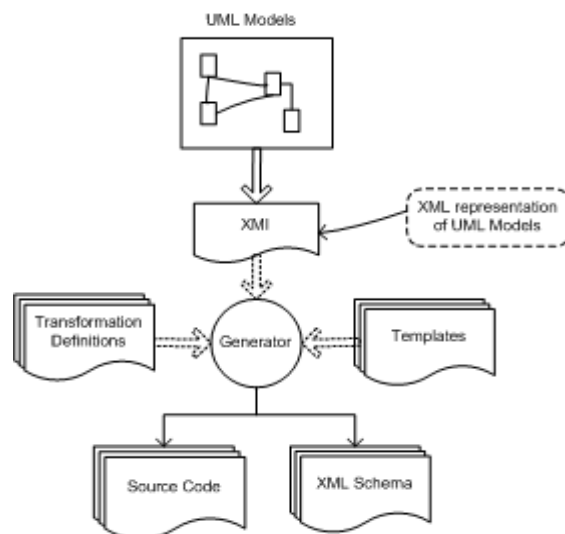 UML Models
XMI
XML representation
of UML Models
Transformation
Definitions
Generator
Templates
Source Code
XML Schema